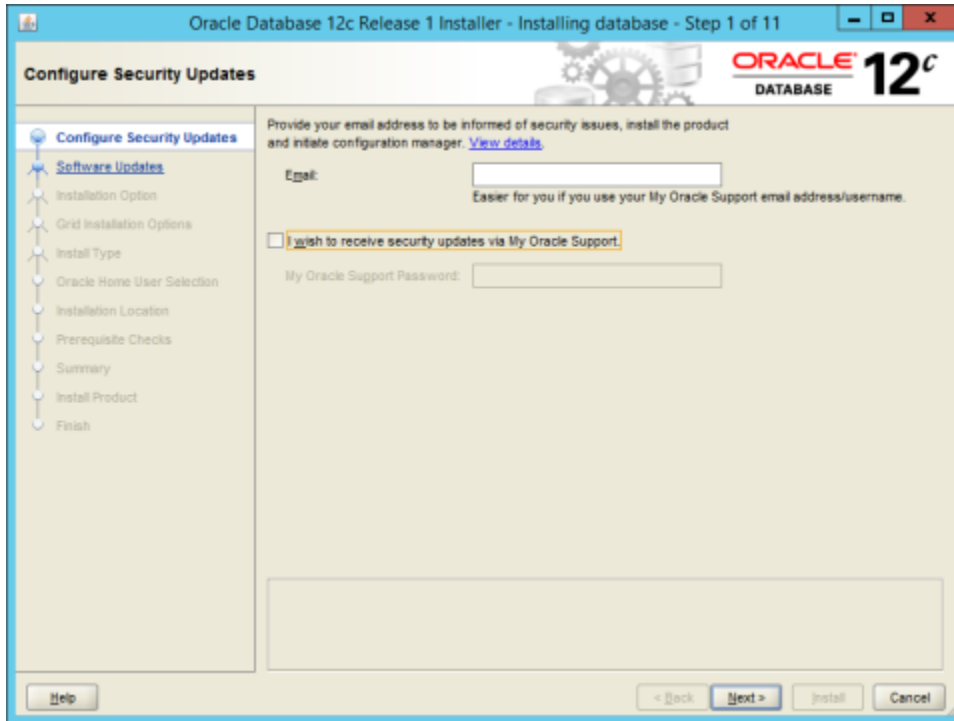 Oracle Database 12c Release 1 Installer - Installing database - Step 1 of 11
Configure Security Updates
ORACLE 12c
DATABASE
Configure Security Updates
Software Updates
Installation Option
Grid Installation Options
Install Type
Oracle Home User Selection
Installation Location
Prerequisite Checks
Summary
Install Product
Finish
Provide your email address to be informed of security issues, install the product
and initiate configuration manager. View details.
Email:
Easier for you if you use your My Oracle Support email address/username.
I wish to receive security updates via My Oracle Support.
My Oracle Support Password:
Help
< Back
Next >
Install
Cancel